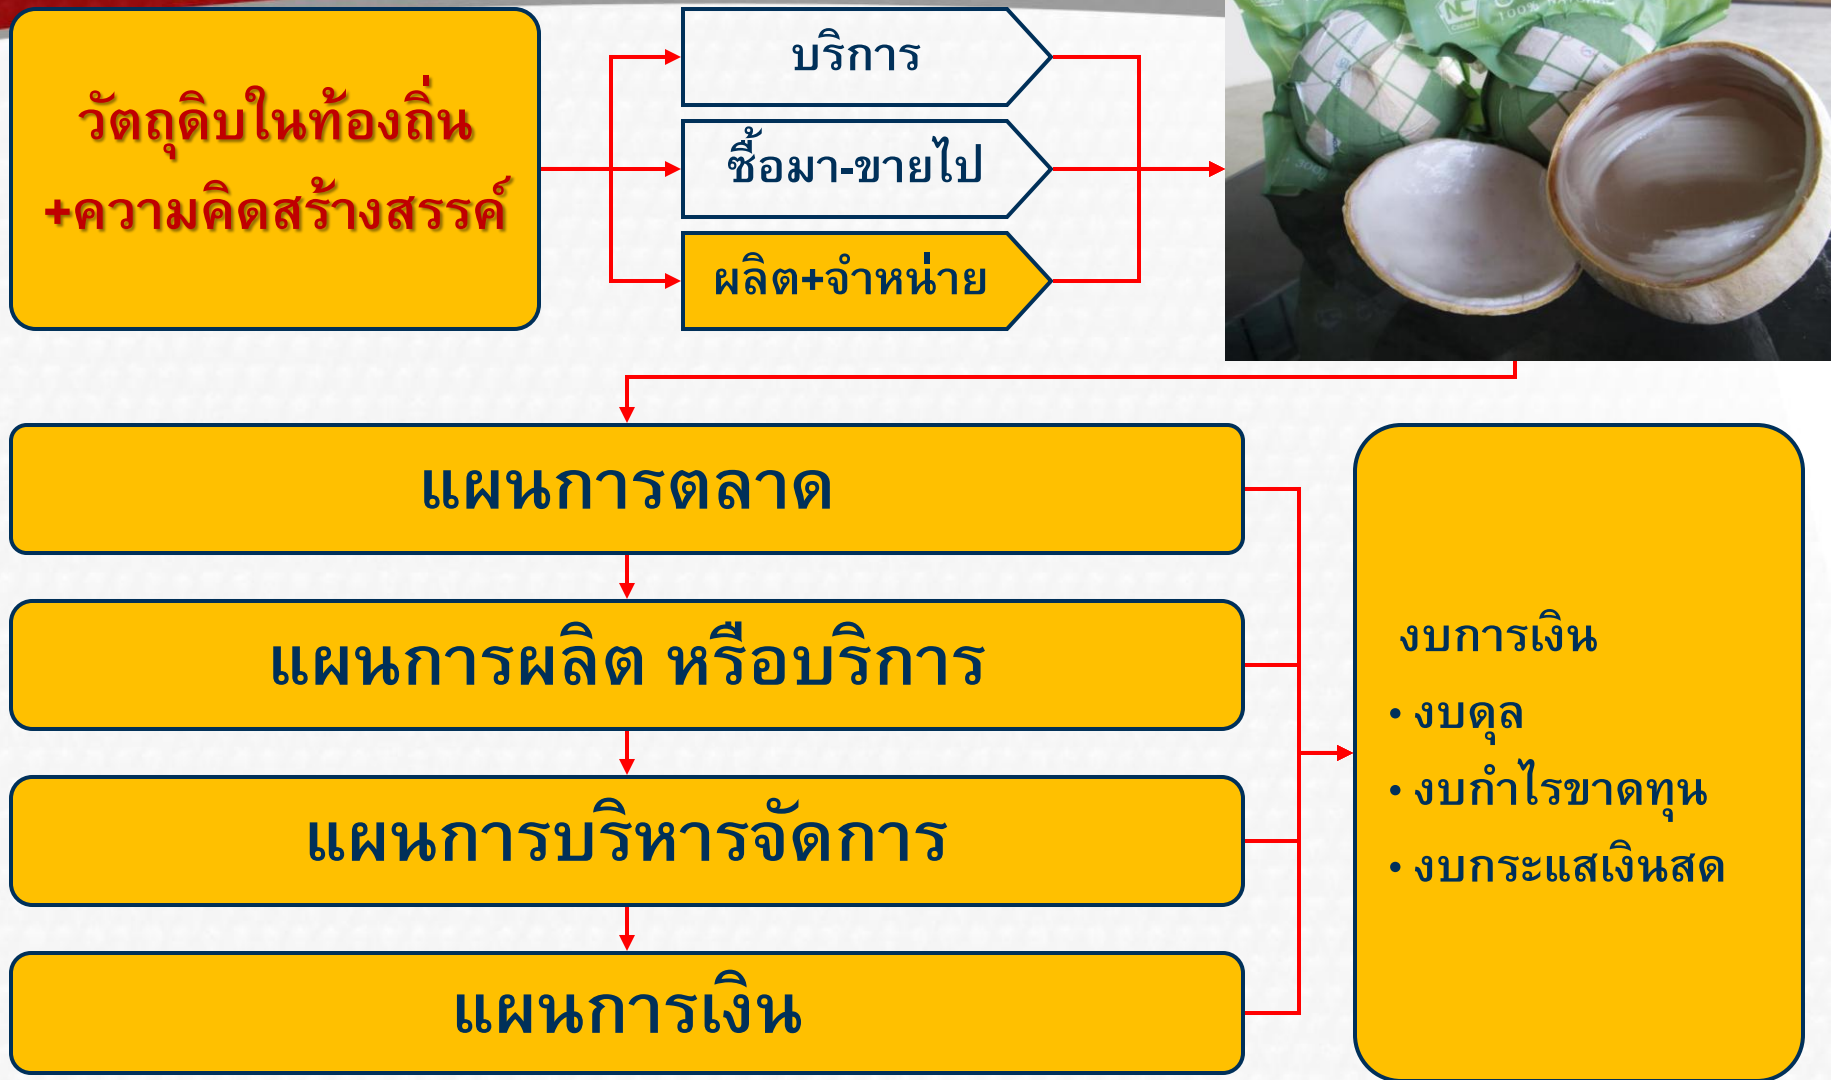 วัตถุดิบในท้องถิ่น
+ความคิดสร้างสรรค์
บริการ
ซื้อมา-ขายไป
ผลิต+จำหน่าย
100% NATURAL
แผนการตลาด
แผนการผลิต หรือบริการ
แผนการบริหารจัดการ
แผนการเงิน
งบการเงิน
• งบดุล
• งบกำไรขาดทุน
• งบกระแสเงินสด